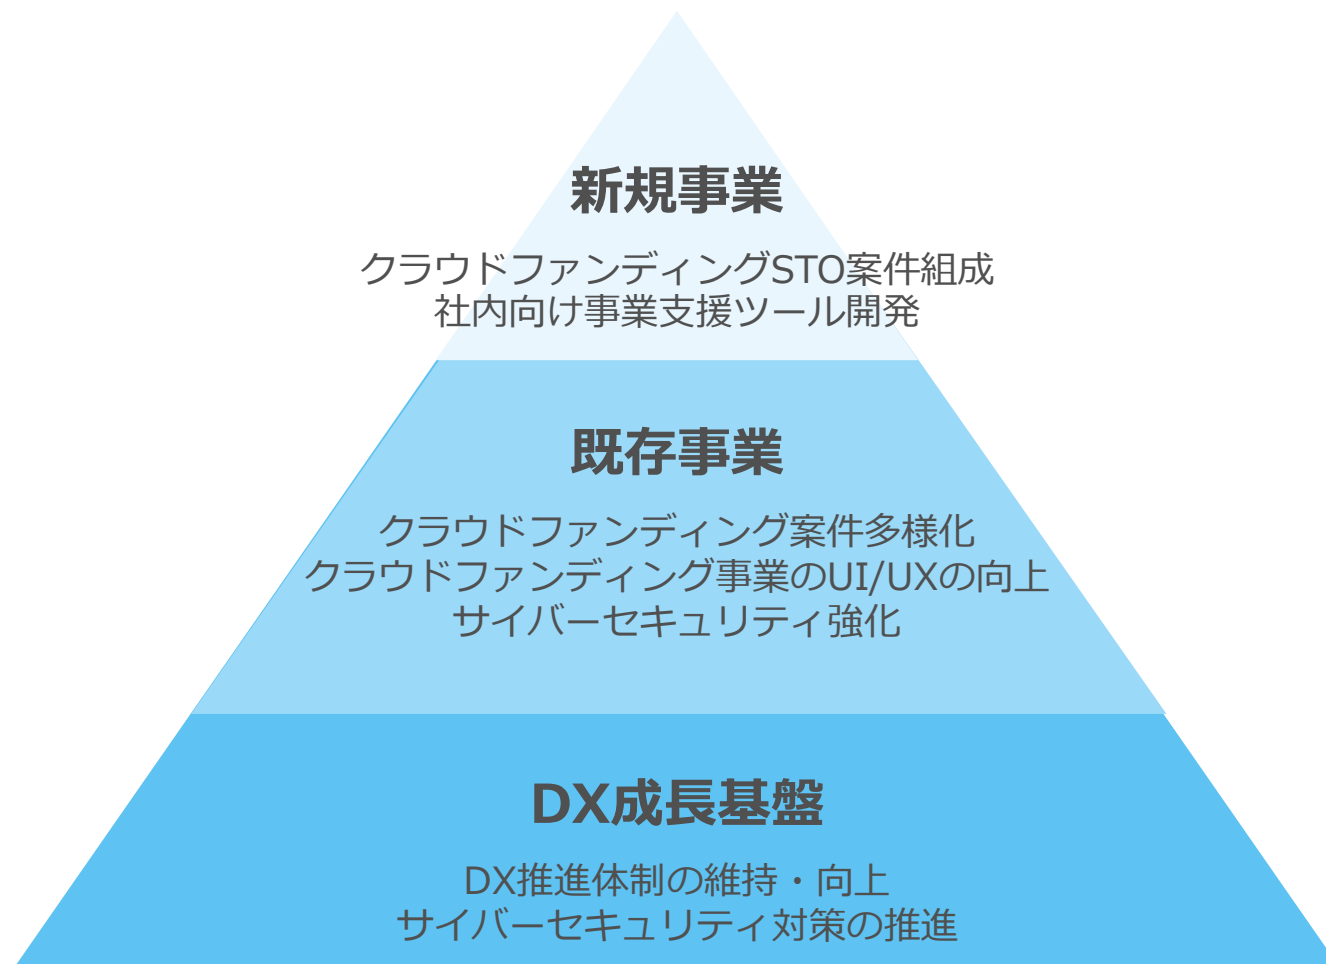 新規事業
クラウドファンディングSTO案件組成
社内向け事業支援ツール開発
既存事業
クラウドファンディング案件多様化
クラウドファンディング事業のUI/UXの向上
サイバーセキュリティ強化
DX成長基盤
DX推進体制の維持・向上
サイバーセキュリティ対策の推進